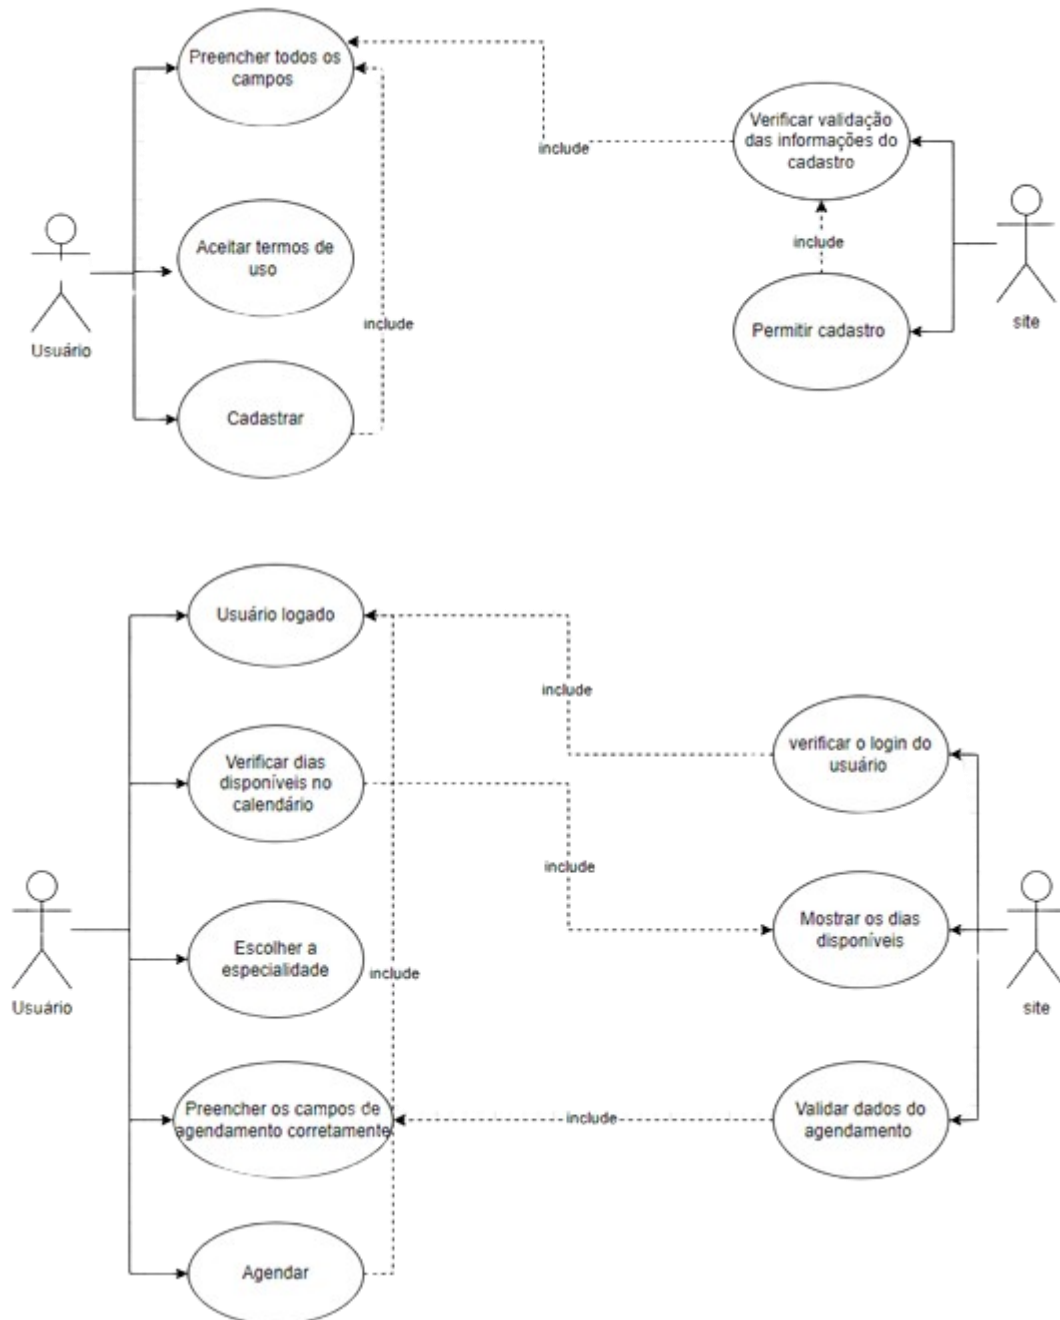 Preencher todos os
campos
include
Verificar validação
das informações do
cadastro
include
Aceitar termos de
uso
include
Permitir cadastro
site
Usuário
Cadastrar
Usuário logado
include
Verificar dias
disponíveis no
calendário
verificar o login do
usuário
include
Mostrar os dias
disponíveis
Escolher a
especialidade
include
Usuário
site
Preencher os campos de
agendamento corretamente
include
Validar dados do
agendamento
Agendar